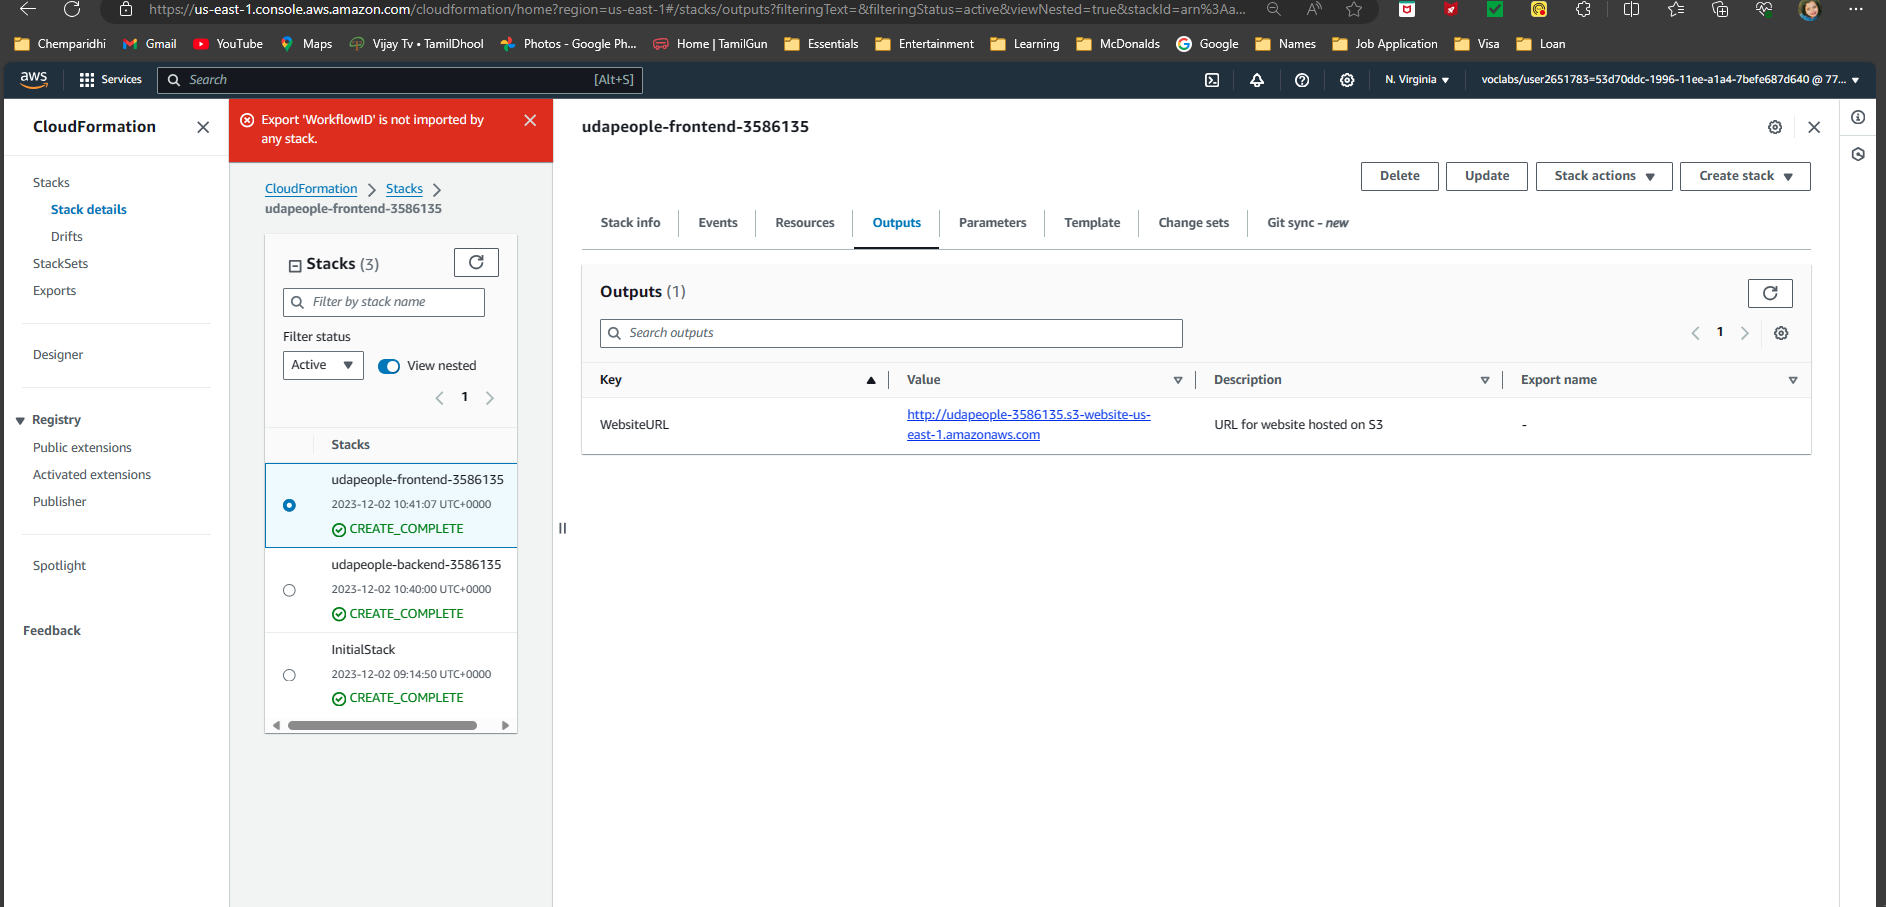 https://us-east-1.console.aws.amazon.com/cloudformation/home?region=us-east-1#/stacks/outputs?filteringText=&filteringStatus=active&viewNested=true&stackId=arn%3Aa...
Chemparidhi Gmail YouTube Maps Vijay Tv • TamilDhool Photos - Google Ph... Home | TamilGun Essentials Entertainment Learning McDonalds Google Names Job Application Visa Loan
aws Services Search [Alt+S] N. Virginia voclabs/user2651783=53d70ddc-1996-11ee-a1a4-7befe687d640 @ 77...
CloudFormation
Stacks
Stack details
Drifts
StackSets
Exports
Designer
Registry
Public extensions
Activated extensions
Publisher
Spotlight
Feedback
Export 'WorkflowID' is not imported by
any stack.
CloudFormation Stacks
udapeople-frontend-3586135
Stacks (3)
Filter by stack name
Filter status
Active View nested
1
Stacks
udapeople-frontend-3586135
2023-12-02 10:41:07 UTC+0000
CREATE_COMPLETE
udapeople-backend-3586135
2023-12-02 10:40:00 UTC+0000
CREATE_COMPLETE
InitialStack
2023-12-02 09:14:50 UTC+0000
CREATE_COMPLETE
udapeople-frontend-3586135
Delete Update Stack actions Create stack
Stack info Events Resources Outputs Parameters Template Change sets Git sync - new
Outputs (1)
Search outputs
1
Key Value Description Export name
WebsiteURL http://udapeople-3586135.s3-website-us- URL for website hosted on S3 -
east-1.amazonaws.com